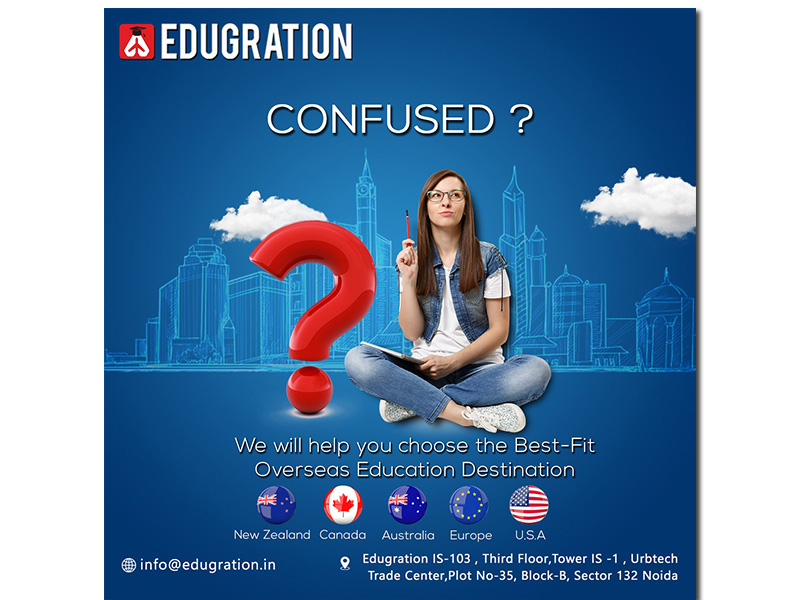 EDUGRATION
CONFUSED ?
We will help you choose the Best-Fit
Overseas Education Destination
New Zealand Canada Australia Europe U.S.A
info@edugration.in
Edugration IS-103 , Third Floor,Tower IS -1 , Urbtech
Trade Center,Plot No-35, Block-B, Sector 132 Noida